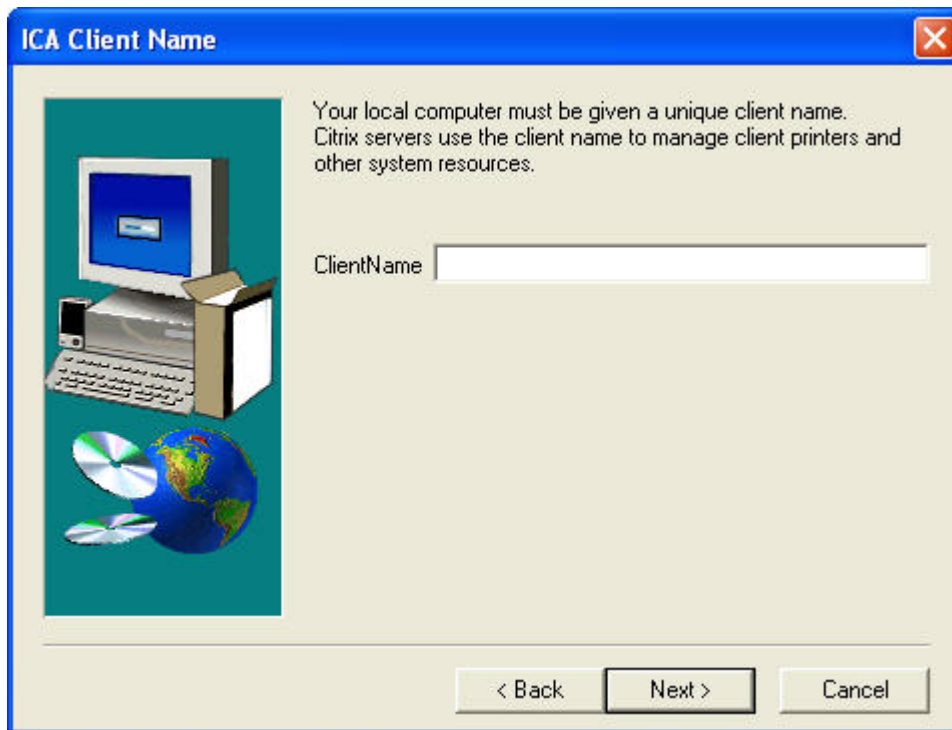 ICA Client Name
Your local computer must be given a unique client name.
Citrix servers use the client name to manage client printers and
other system resources.
ClientName
< Back
Next >
Cancel